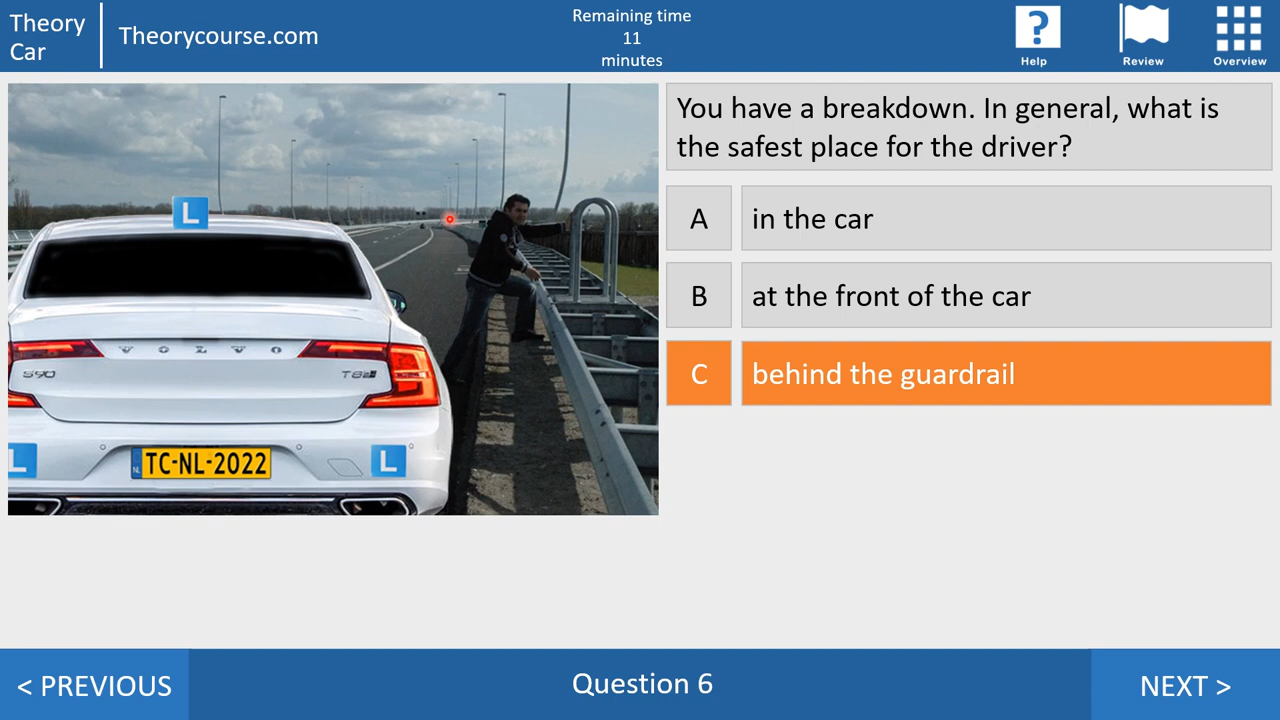 Theory
Car
Theorycourse.com
Remaining time
11
minutes
Help
Review
Overview
You have a breakdown. In general, what is
the safest place for the driver?
A
in the car
B
at the front of the car
C
behind the guardrail
L
VOLVO
S90
T8
L
NL
TC-NL-2022
L
< PREVIOUS
Question 6
NEXT >